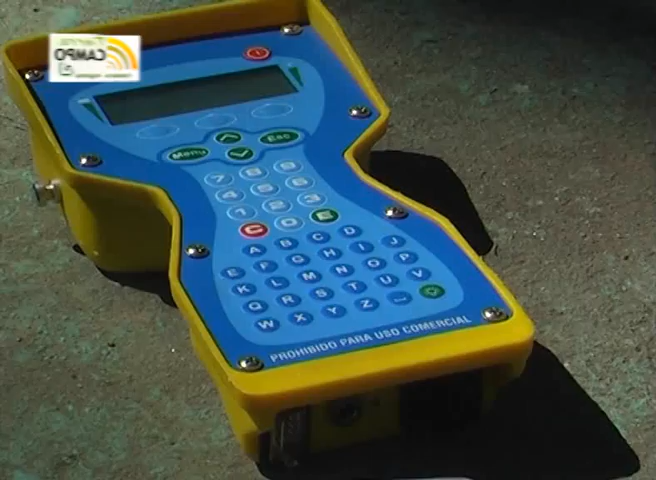 CAMPO
Menu Esc
7 8 9
4 5 6
1 2 3
C 0 E
A B C D
E F G H I J
K L M N O P
Q R S T U V
W X Y Z
PROHIBIDO PARA USO COMERCIAL